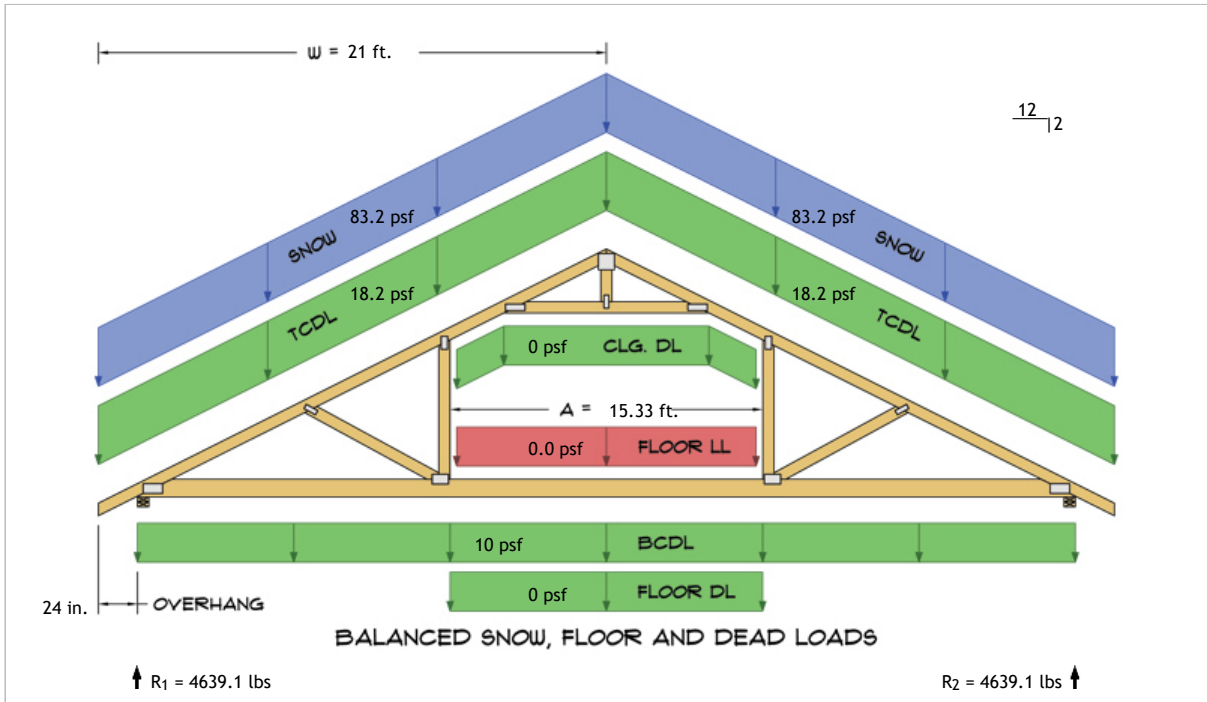 W = 21 ft.
12
2
83.2 psf
SNOW
83.2 psf
SNOW
18.2 psf
TCDL
18.2 psf
TCDL
0 psf CLG. DL
A = 15.33 ft.
0.0 psf FLOOR LL
10 psf BCDL
0 psf FLOOR DL
24 in. OVERHANG
BALANCED SNOW, FLOOR AND DEAD LOADS
R1 = 4639.1 lbs
R2 = 4639.1 lbs